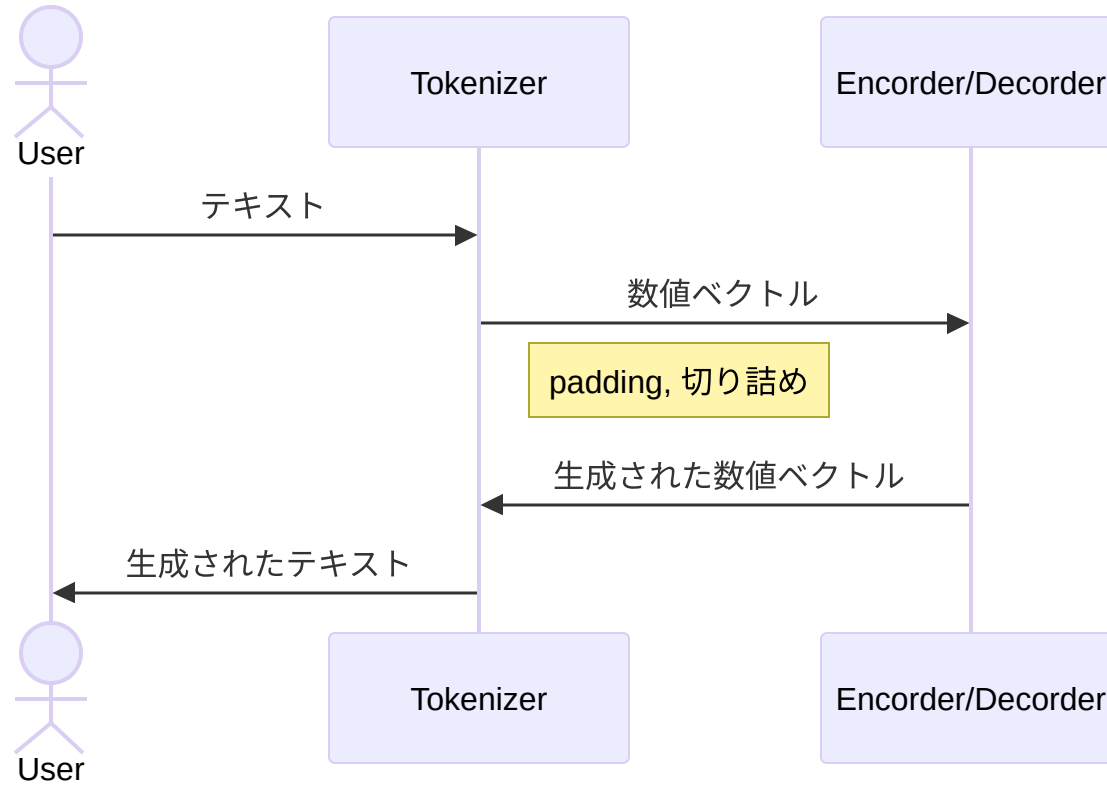 Tokenizer
Encorder/Decorder
User
テキスト
数値ベクトル
padding, 切り詰め
生成された数値ベクトル
生成されたテキスト
Tokenizer
Encorder/Decorder
User